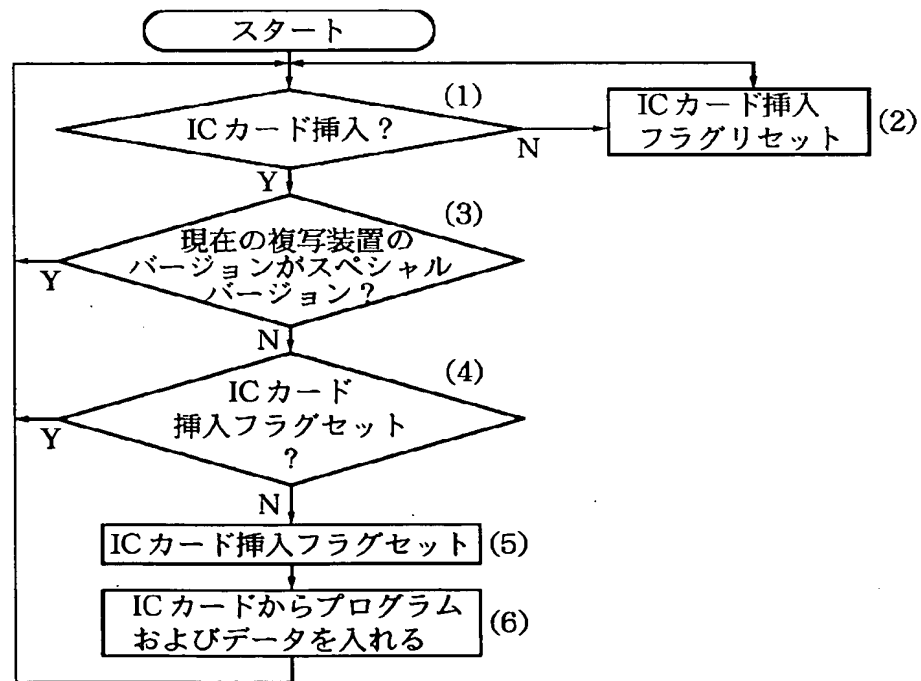 スタート
(1)
ICカード挿入?
N
Y
ICカード挿入
フラグリセット
(2)
(3)
現在の複写装置の
バージョンがスペシャル
バージョン?
Y
N
(4)
ICカード
挿入フラグセット
?
Y
N
ICカード挿入フラグセット
(5)
ICカードからプログラム
およびデータを入れる
(6)